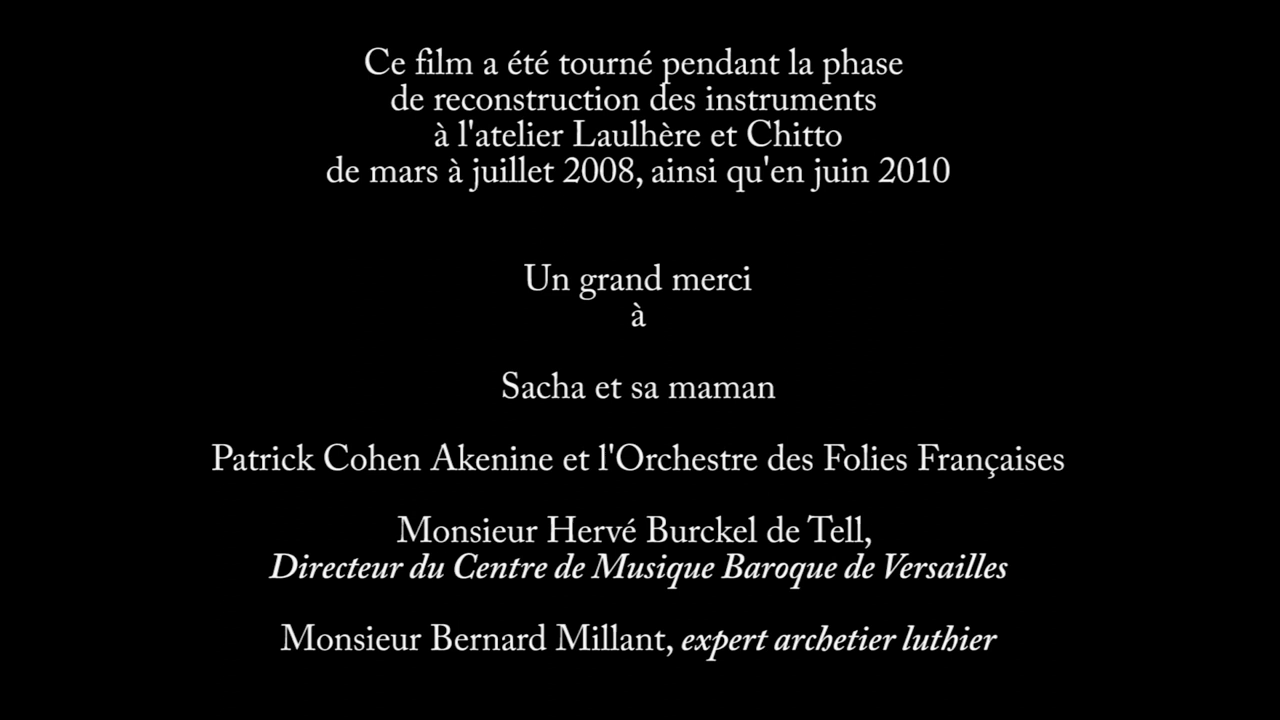 Ce film a été tourné pendant la phase
de reconstruction des instruments
à l'atelier Laulhère et Chitto
de mars à juillet 2008, ainsi qu'en juin 2010
Un grand merci
à
Sacha et sa maman
Patrick Cohen Akenine et l'Orchestre des Folies Françaises
Monsieur Hervé Burckel de Tell,
Directeur du Centre de Musique Baroque de Versailles
Monsieur Bernard Millant, expert archetier luthier